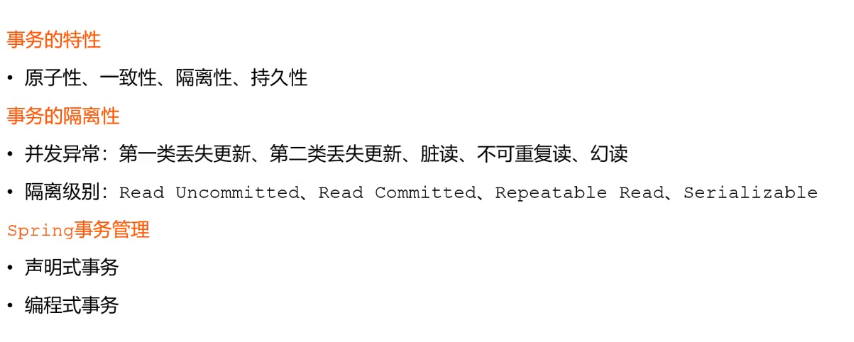 事务的特性
• 原子性、一致性、隔离性、持久性
事务的隔离性
• 并发异常：第一类丢失更新、第二类丢失更新、脏读、不可重复读、幻读
• 隔离级别：Read Uncommitted、Read Committed、Repeatable Read、Serializable
Spring事务管理
• 声明式事务
• 编程式事务